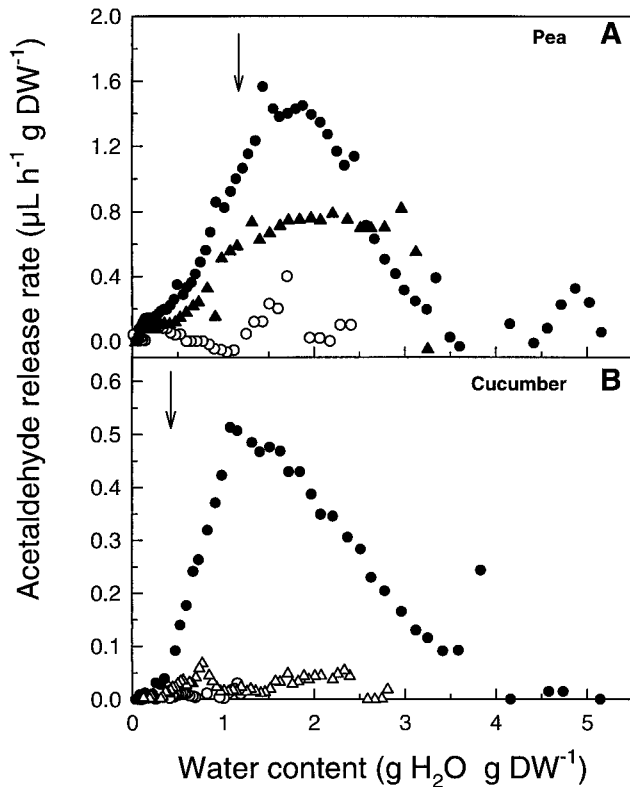 Pea A
2.0
1.6
1.2
0.8
0.4
0.0
Cucumber B
0.6
0.5
0.4
0.3
0.2
0.1
0.0
0 1 2 3 4 5
Acetaldehyde release rate (µL h⁻¹ g DW⁻¹)
Water content (g H₂O g DW⁻¹)